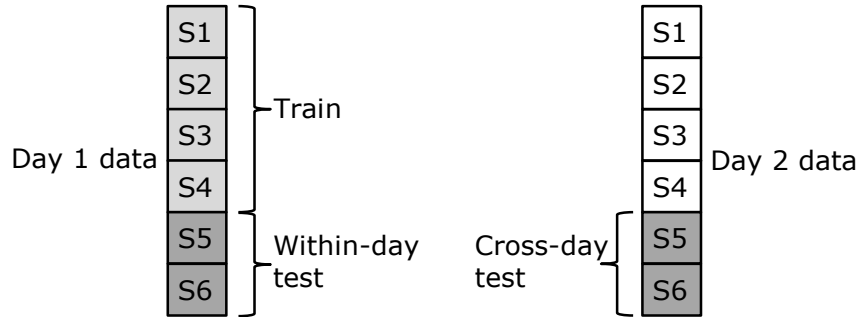 Day 1 data
S1
S2
S3
S4
S5
S6
Train
Within-day
test
Cross-day
test
S1
S2
S3
S4
S5
S6
Day 2 data